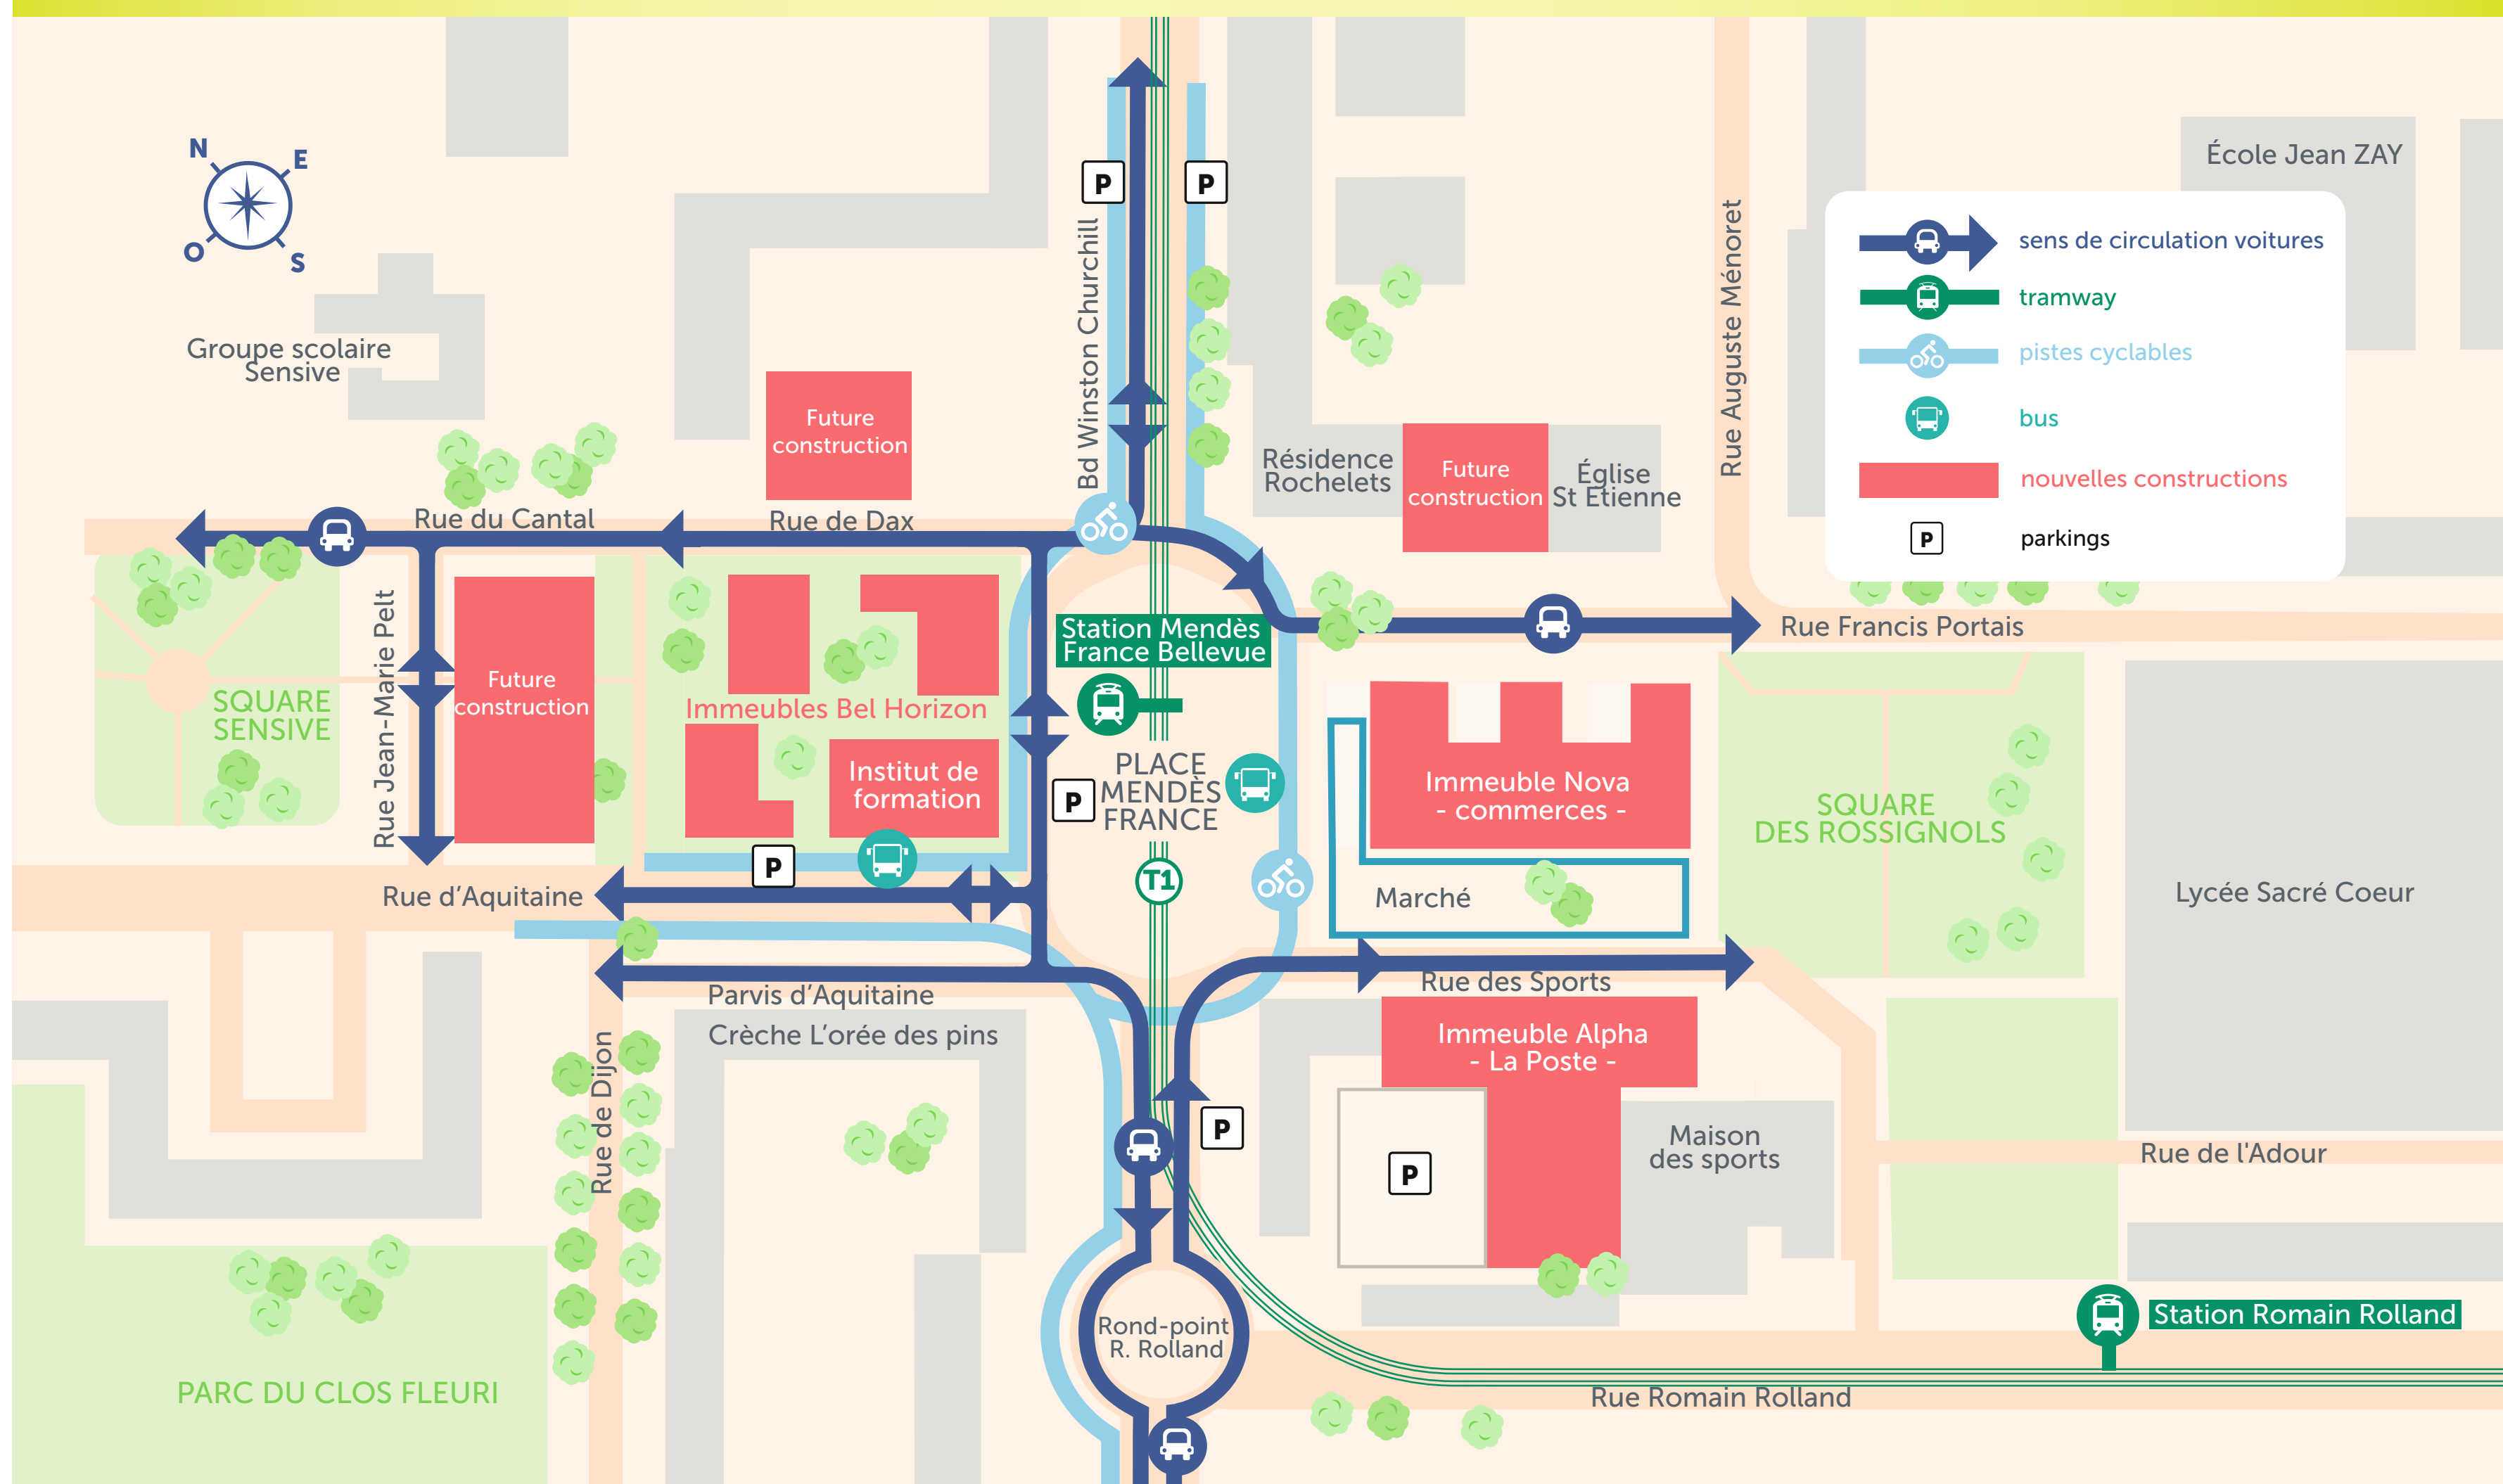 N
E
O
S
École Jean ZAY
sens de circulation voitures
tramway
pistes cyclables
bus
nouvelles constructions
P
parkings
P
P
Bd Winston Churchill
Rue Auguste Ménoret
Groupe scolaire
Sensive
Future
construction
Résidence
Rochelets
Future
construction
Église
St Etienne
Rue du Cantal
Rue de Dax
Station Mendès
France Bellevue
Rue Francis Portais
Rue Jean-Marie Pelt
SQUARE
SENSIVE
Future
construction
Immeubles Bel Horizon
Institut de
formation
PLACE
MENDÈS
FRANCE
P
P
T1
Immeuble Nova
- commerces -
SQUARE
DES ROSSIGNOLS
Marché
Lycée Sacré Coeur
Rue d'Aquitaine
Parvis d'Aquitaine
Rue des Sports
Crèche L'orée des pins
Immeuble Alpha
- La Poste -
Rue de Dijon
P
P
Maison
des sports
Rue de l'Adour
Rond-point
R. Rolland
Station Romain Rolland
PARC DU CLOS FLEURI
Rue Romain Rolland